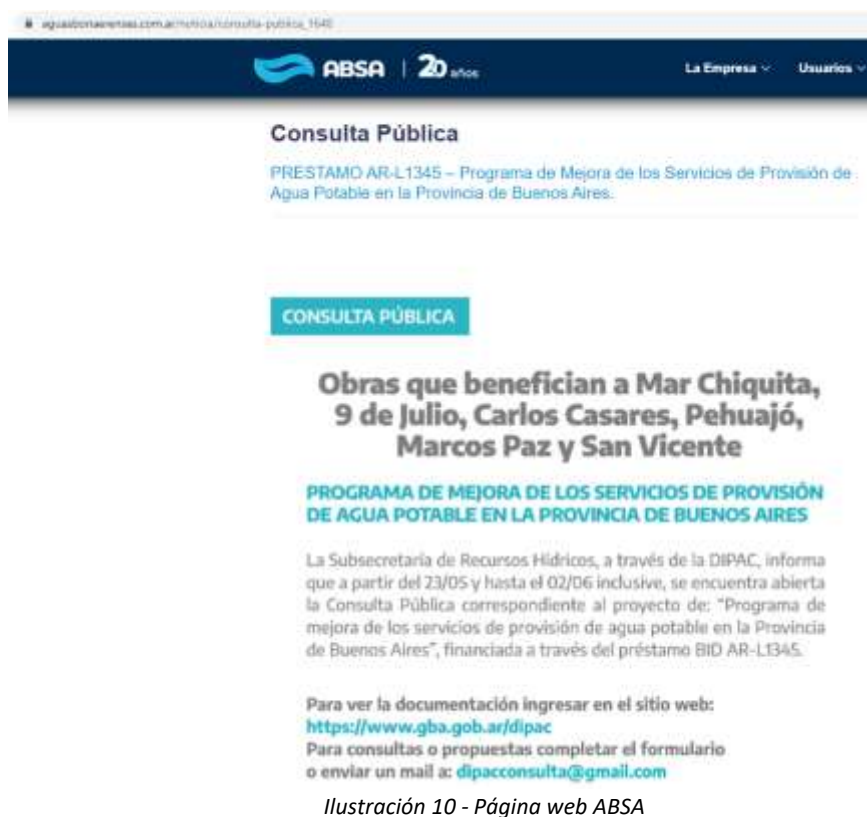 aguasbonaerenses.com.ar/noticia/consulta-publica_1640
ABSA | 20 años
La Empresa
Usuarios
Consulta Pública
PRESTAMO AR-L1345 – Programa de Mejora de los Servicios de Provisión de
Agua Potable en la Provincia de Buenos Aires.
CONSULTA PÚBLICA
Obras que benefician a Mar Chiquita,
9 de Julio, Carlos Casares, Pehuajó,
Marcos Paz y San Vicente
PROGRAMA DE MEJORA DE LOS SERVICIOS DE PROVISIÓN
DE AGUA POTABLE EN LA PROVINCIA DE BUENOS AIRES
La Subsecretaría de Recursos Hídricos, a través de la DIPAC, informa
que a partir del 23/05 y hasta el 02/06 inclusive, se encuentra abierta
la Consulta Pública correspondiente al proyecto de: “Programa de
mejora de los servicios de provisión de agua potable en la Provincia
de Buenos Aires”, financiada a través del préstamo BID AR-L1345.
Para ver la documentación ingresar en el sitio web:
https://www.gba.gob.ar/dipac
Para consultas o propuestas completar el formulario
o enviar un mail a: dipacconsulta@gmail.com
Ilustración 10 - Página web ABSA